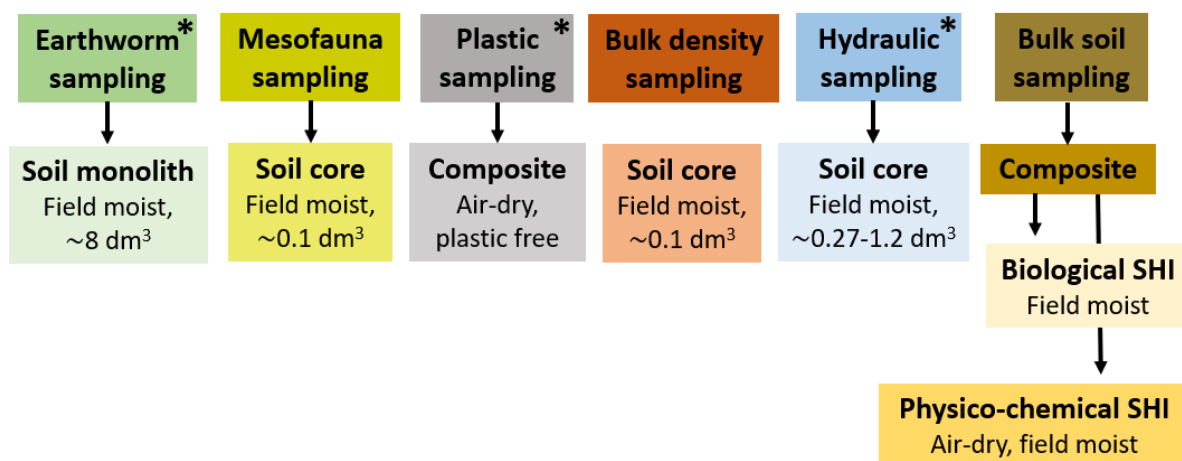 Earthworm*
sampling
Soil monolith
Field moist,
~8 dm³
Mesofauna
sampling
Soil core
Field moist,
~0.1 dm³
Plastic *
sampling
Composite
Air-dry,
plastic free
Bulk density
sampling
Soil core
Field moist,
~0.1 dm³
Hydraulic*
sampling
Soil core
Field moist,
~0.27-1.2 dm³
Bulk soil
sampling
Composite
Biological SHI
Field moist
Physico-chemical SHI
Air-dry, field moist